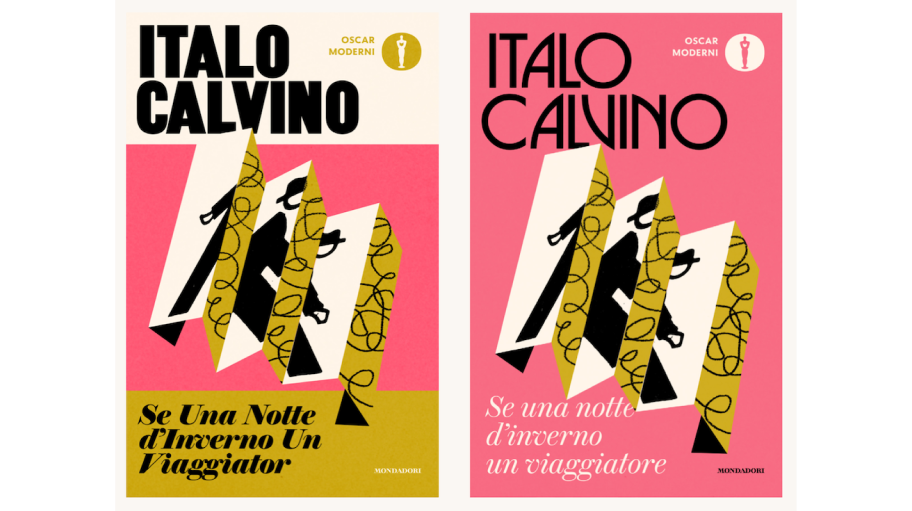 ITALO
CALVINO
OSCAR
MODERNI
Se Una Notte
d'Inverno Un
Viaggiator
MONDADORI
ITALO
CALVINO
OSCAR
MODERNI
Se una notte
d'inverno
un viaggiatore
MONDADORI